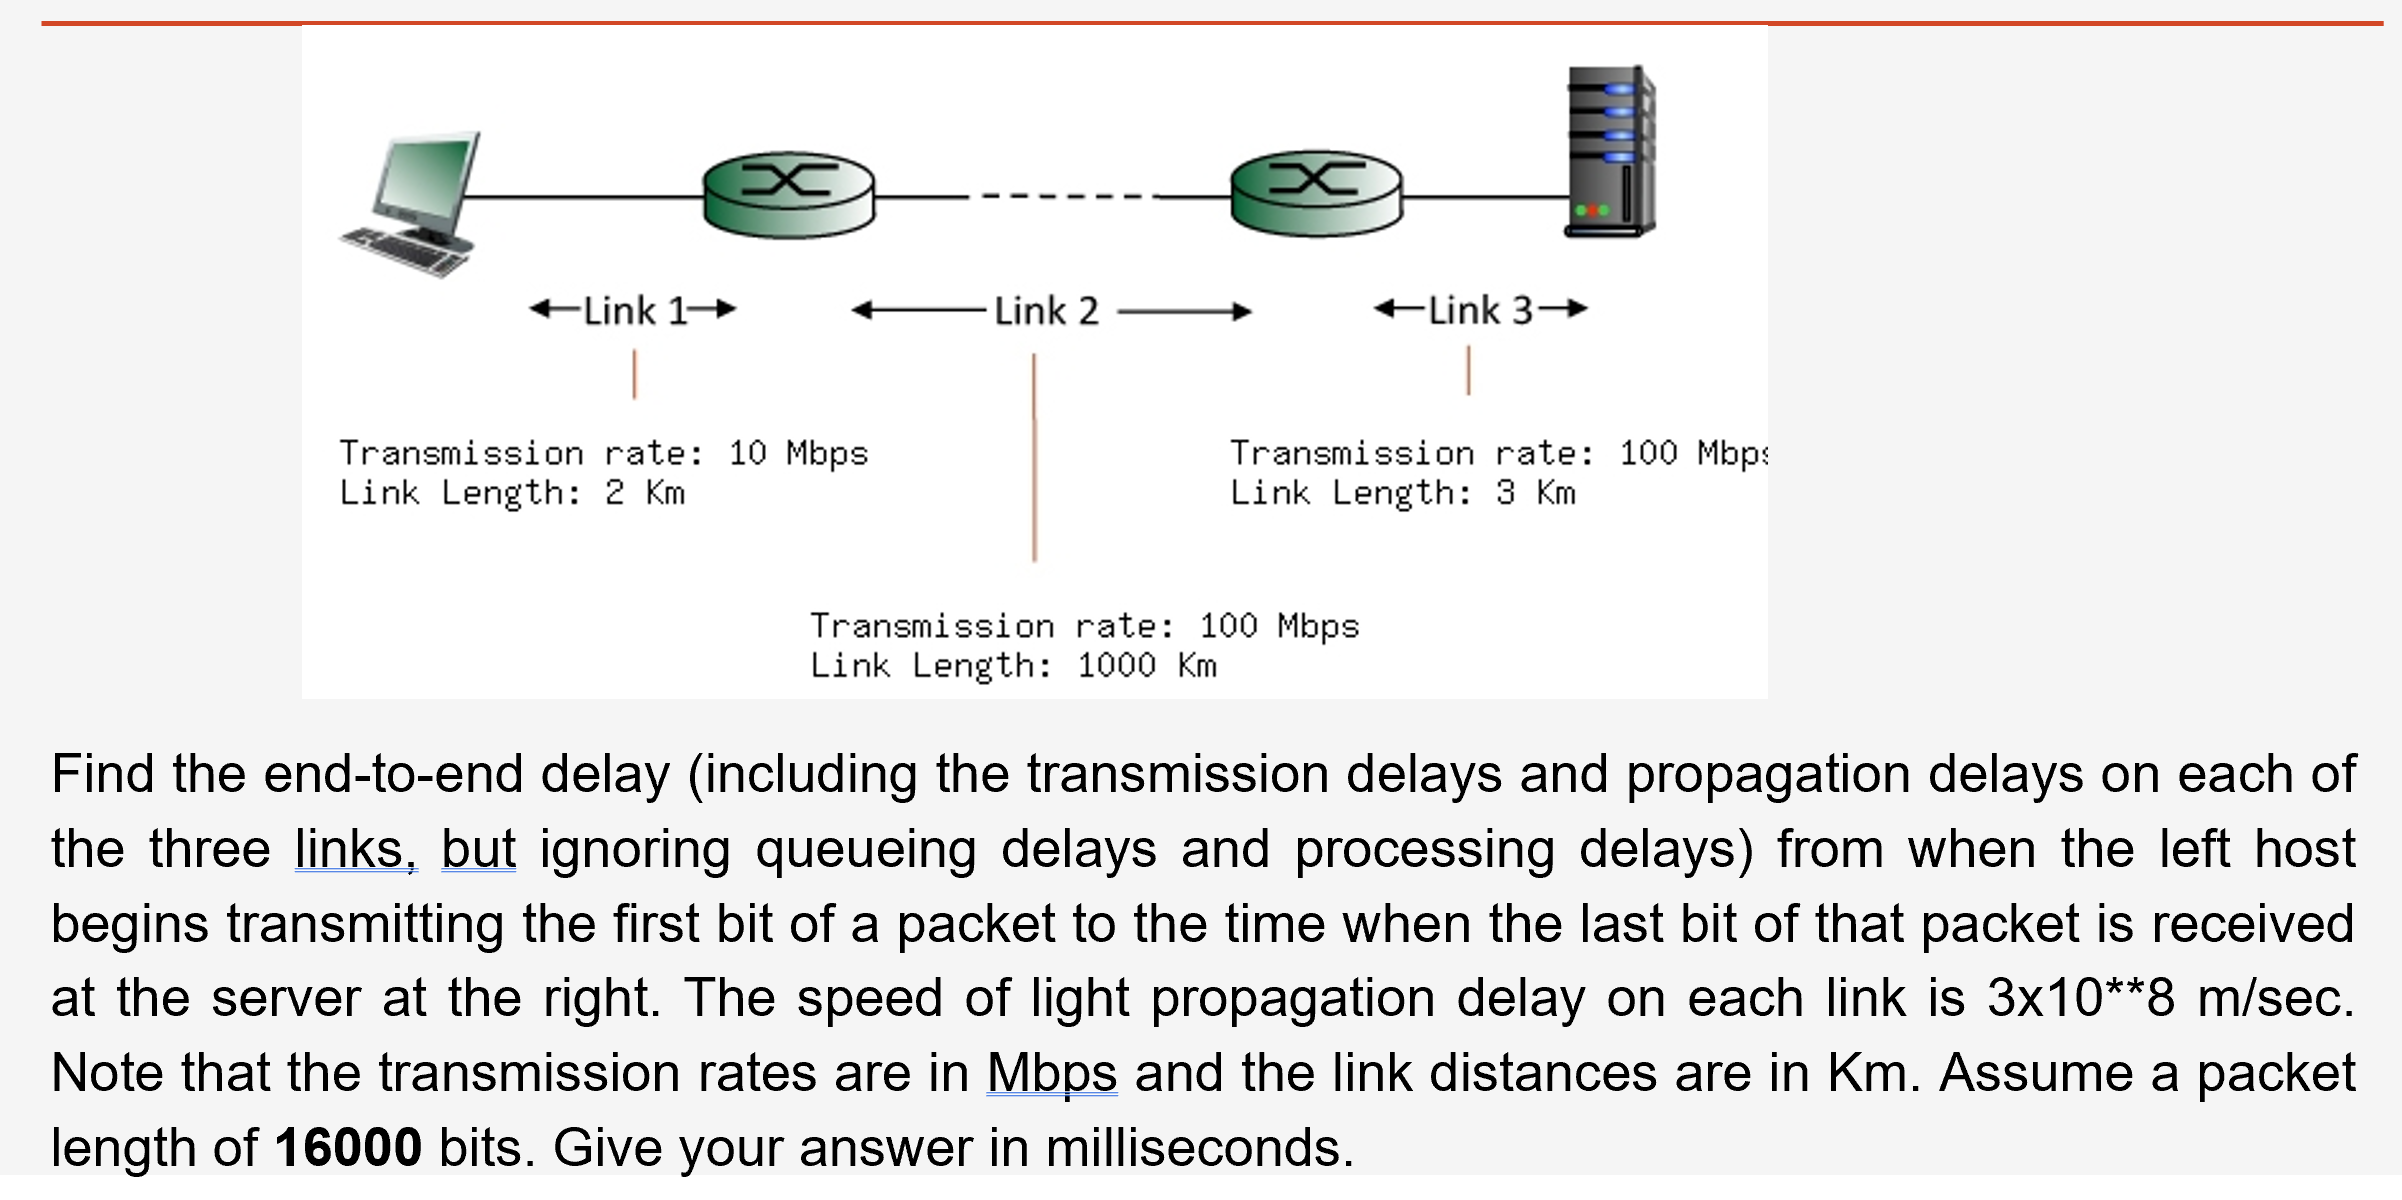 Link 1
Link 2
Link 3
Transmission rate: 10 Mbps
Link Length: 2 Km
Transmission rate: 100 Mbps
Link Length: 3 Km
Transmission rate: 100 Mbps
Link Length: 1000 Km
Find the end-to-end delay (including the transmission delays and propagation delays on each of
the three links, but ignoring queueing delays and processing delays) from when the left host
begins transmitting the first bit of a packet to the time when the last bit of that packet is received
at the server at the right. The speed of light propagation delay on each link is 3x10**8 m/sec.
Note that the transmission rates are in Mbps and the link distances are in Km. Assume a packet
length of 16000 bits. Give your answer in milliseconds.